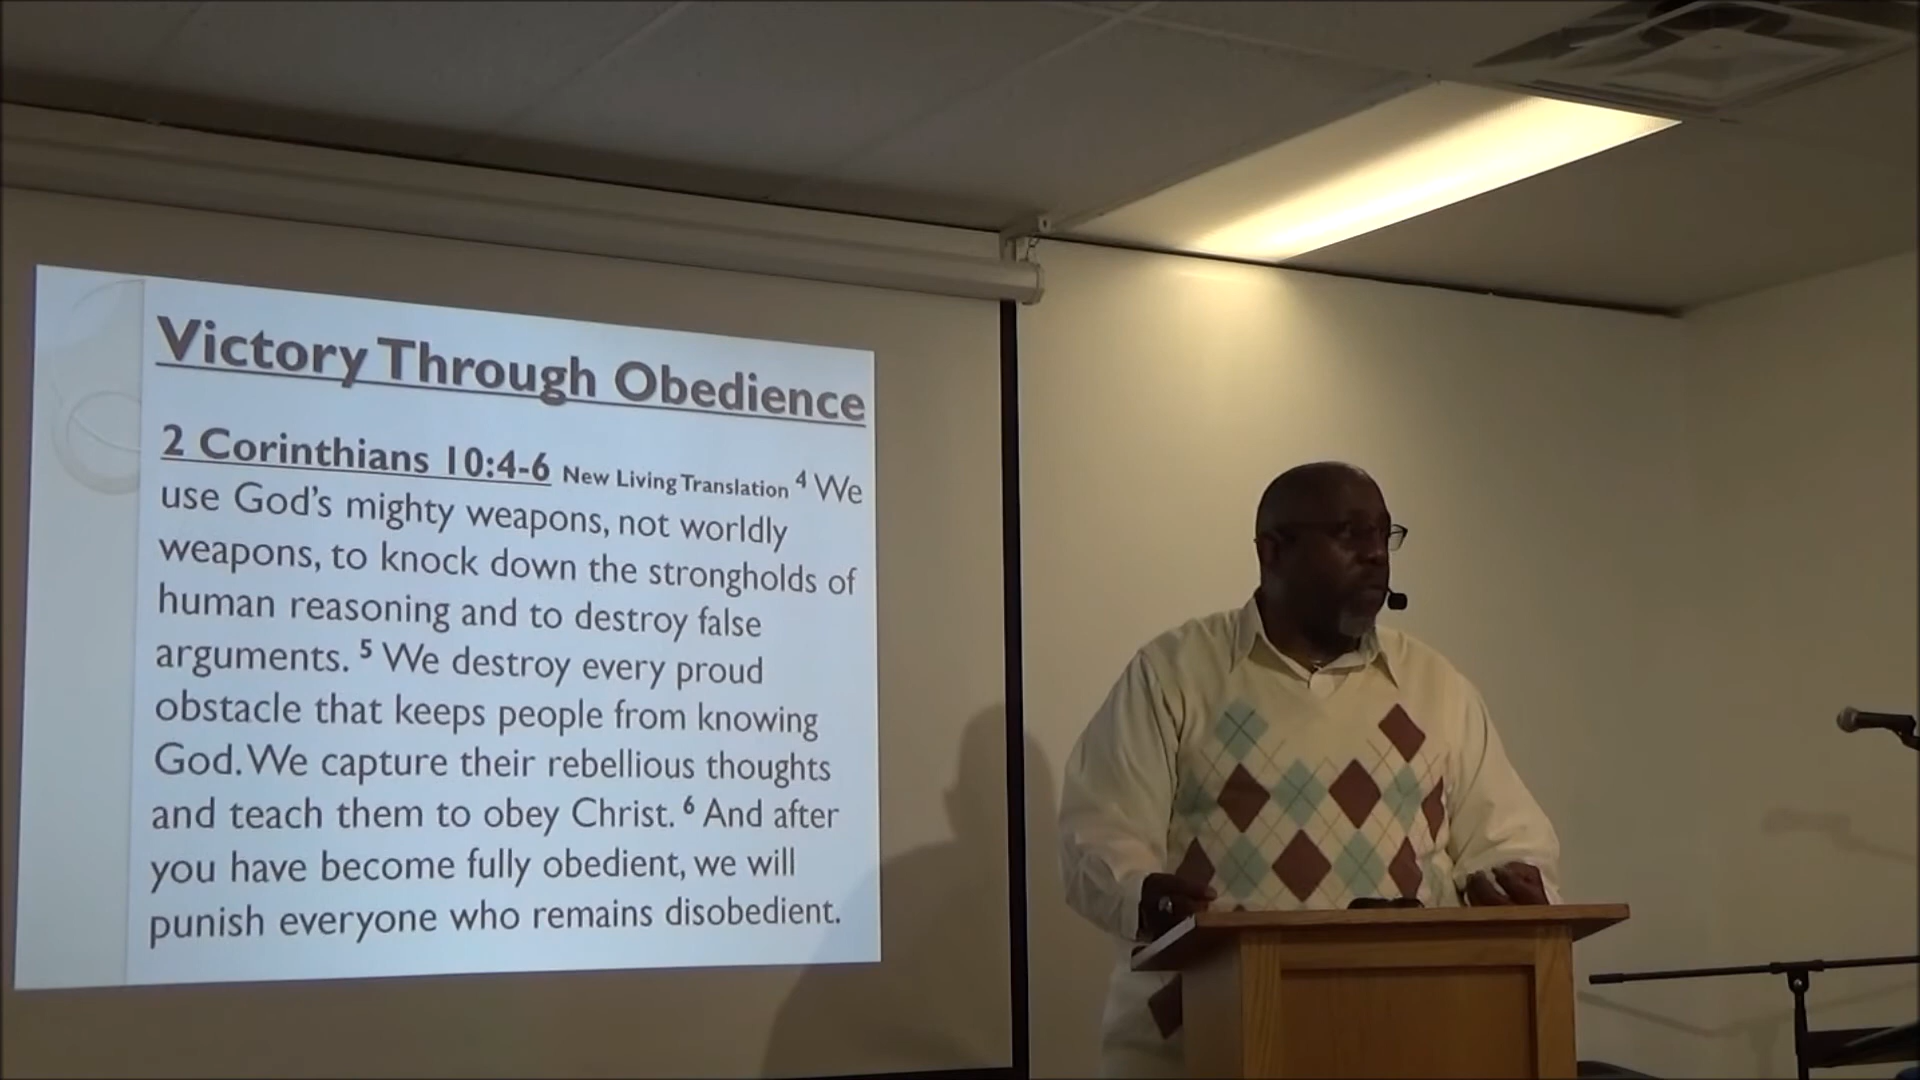 Victory Through Obedience
2 Corinthians 10:4-6 New Living Translation ⁴ We
use God’s mighty weapons, not worldly
weapons, to knock down the strongholds of
human reasoning and to destroy false
arguments. ⁵ We destroy every proud
obstacle that keeps people from knowing
God. We capture their rebellious thoughts
and teach them to obey Christ. ⁶ And after
you have become fully obedient, we will
punish everyone who remains disobedient.